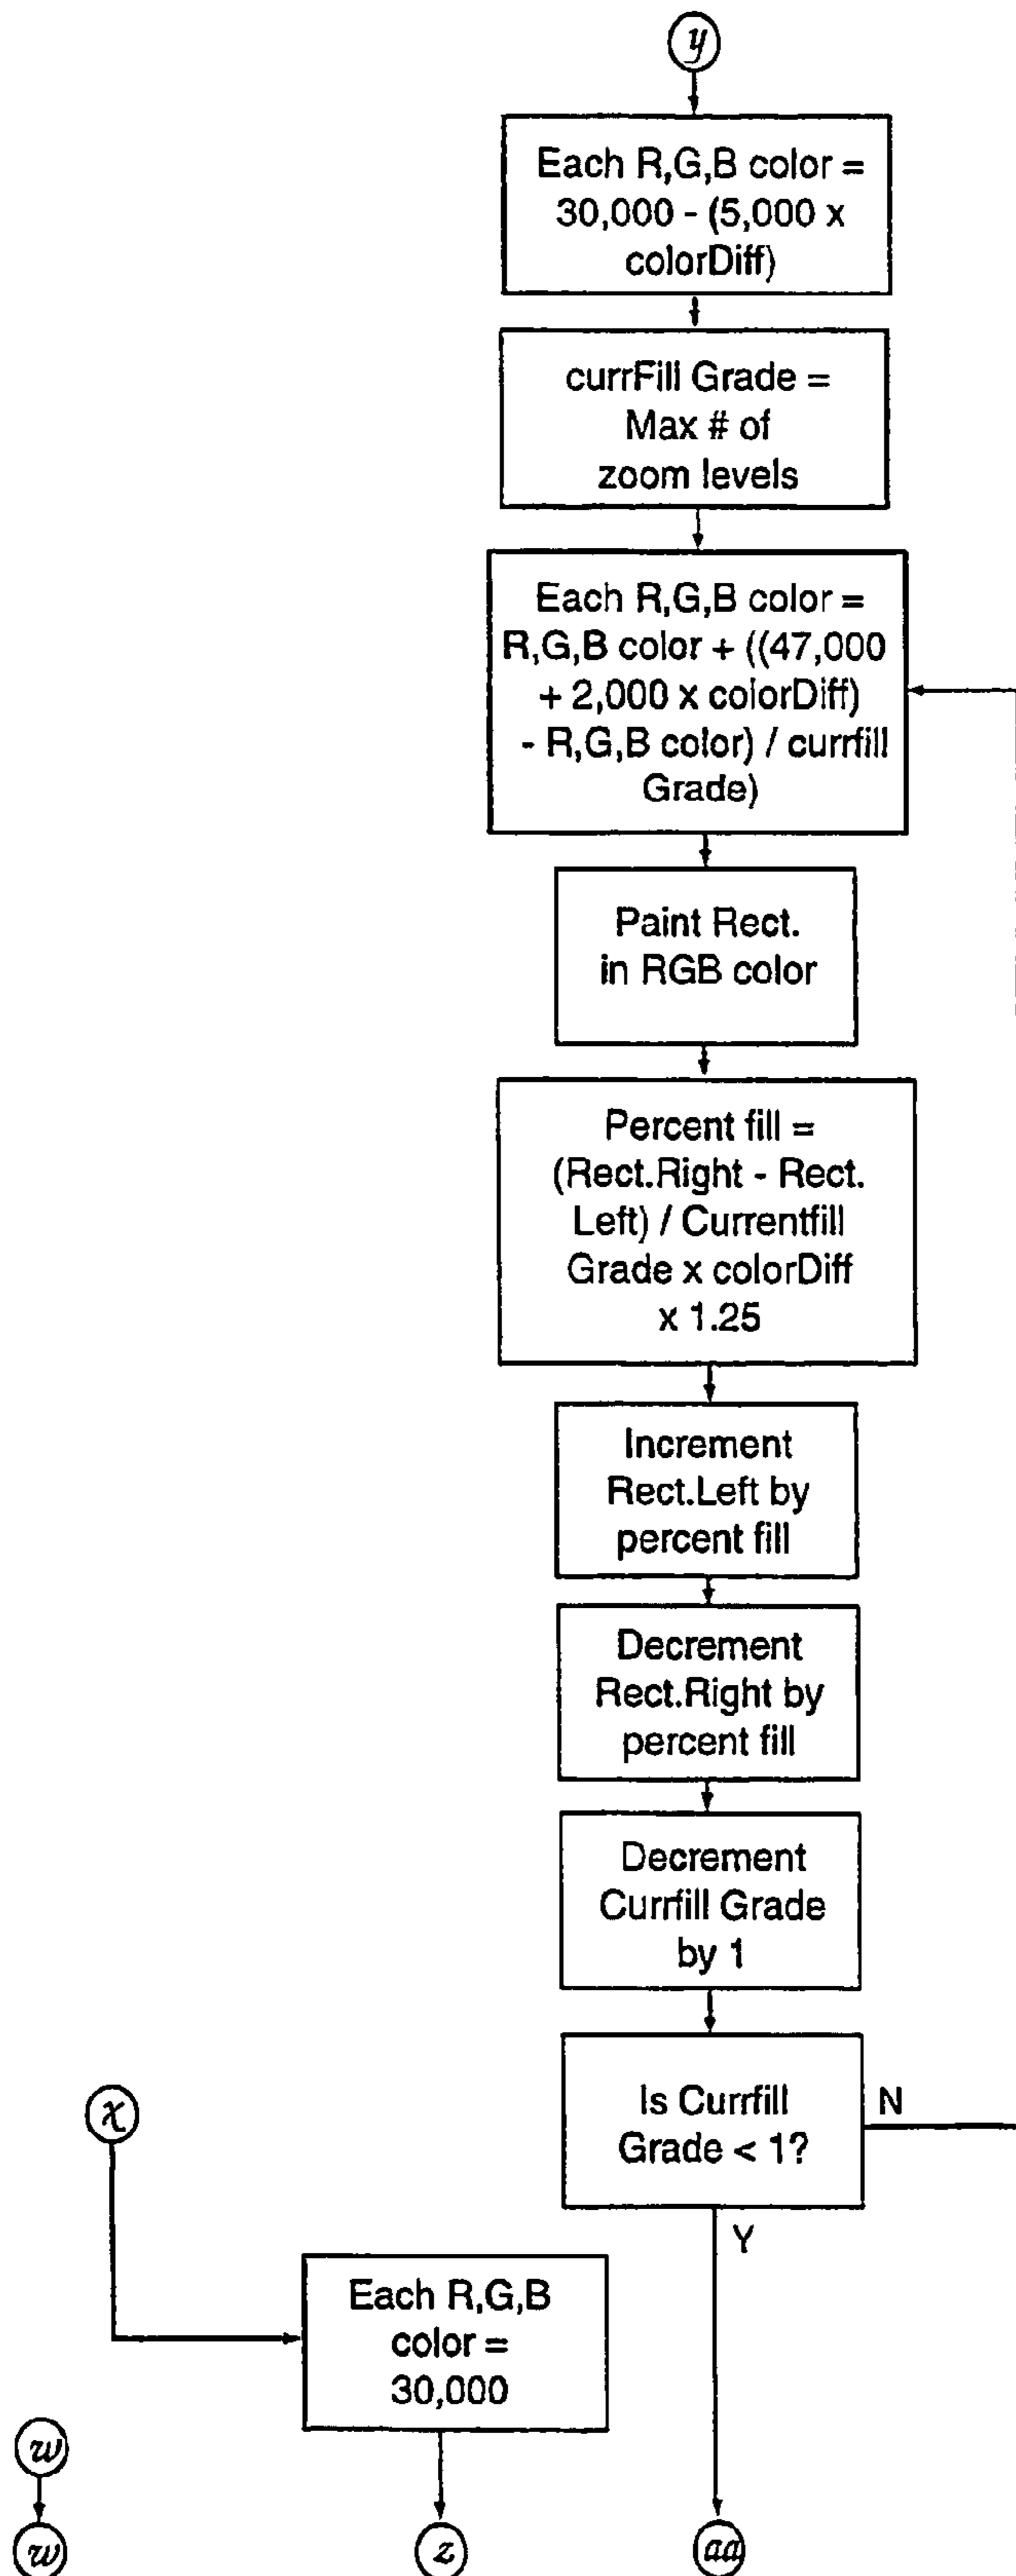 y
Each R,G,B color =
30,000 - (5,000 x
colorDiff)
currFill Grade =
Max # of
zoom levels
Each R,G,B color =
R,G,B color + ((47,000
+ 2,000 x colorDiff)
- R,G,B color) / currfill
Grade)
Paint Rect.
in RGB color
Percent fill =
(Rect.Right - Rect.
Left) / Currentfill
Grade x colorDiff
x 1.25
Increment
Rect.Left by
percent fill
Decrement
Rect.Right by
percent fill
Decrement
Currfill Grade
by 1
Is Currfill
Grade < 1?
N
Y
x
Each R,G,B
color =
30,000
w
w
z
aa